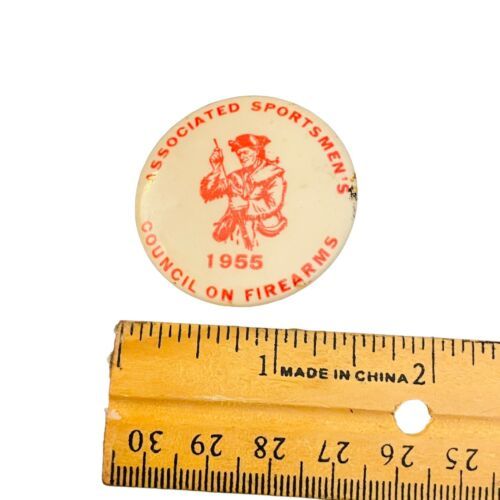 ASSOCIATED SPORTSMEN'S
1955
COUNCIL ON FIREARMS
1 MADE IN CHINA 2
30 29 28 27 26 25